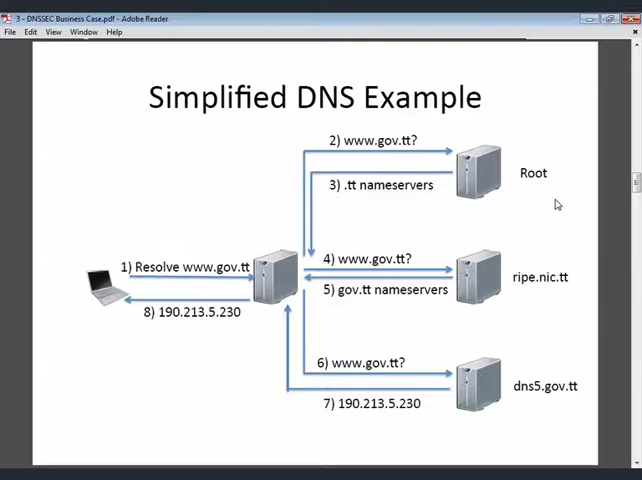 3 - DNSSEC Business Case.pdf - Adobe Reader
File Edit View Window Help
Simplified DNS Example
2) www.gov.tt?
Root
3) .tt nameservers
1) Resolve www.gov.tt
4) www.gov.tt?
ripe.nic.tt
5) gov.tt nameservers
8) 190.213.5.230
6) www.gov.tt?
dns5.gov.tt
7) 190.213.5.230